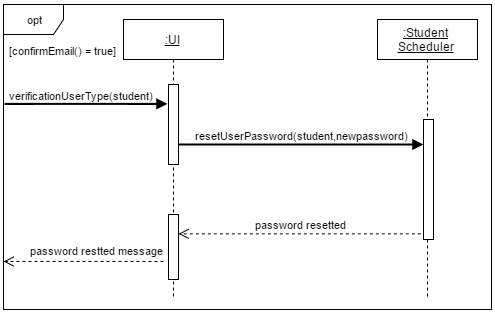 opt
[confirmEmail() = true]
:UI
:Student
Scheduler
verificationUserType(student)
resetUserPassword(student,newpassword)
password resetted
password restted message